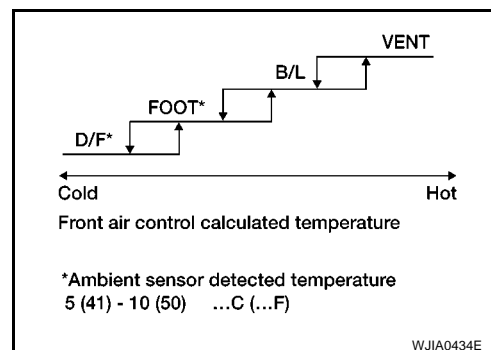 VENT
B/L
FOOT*
D/F*
Cold Hot
Front air control calculated temperature
*Ambient sensor detected temperature
5 (41) - 10 (50) ...C (...F)
WJIA0434E